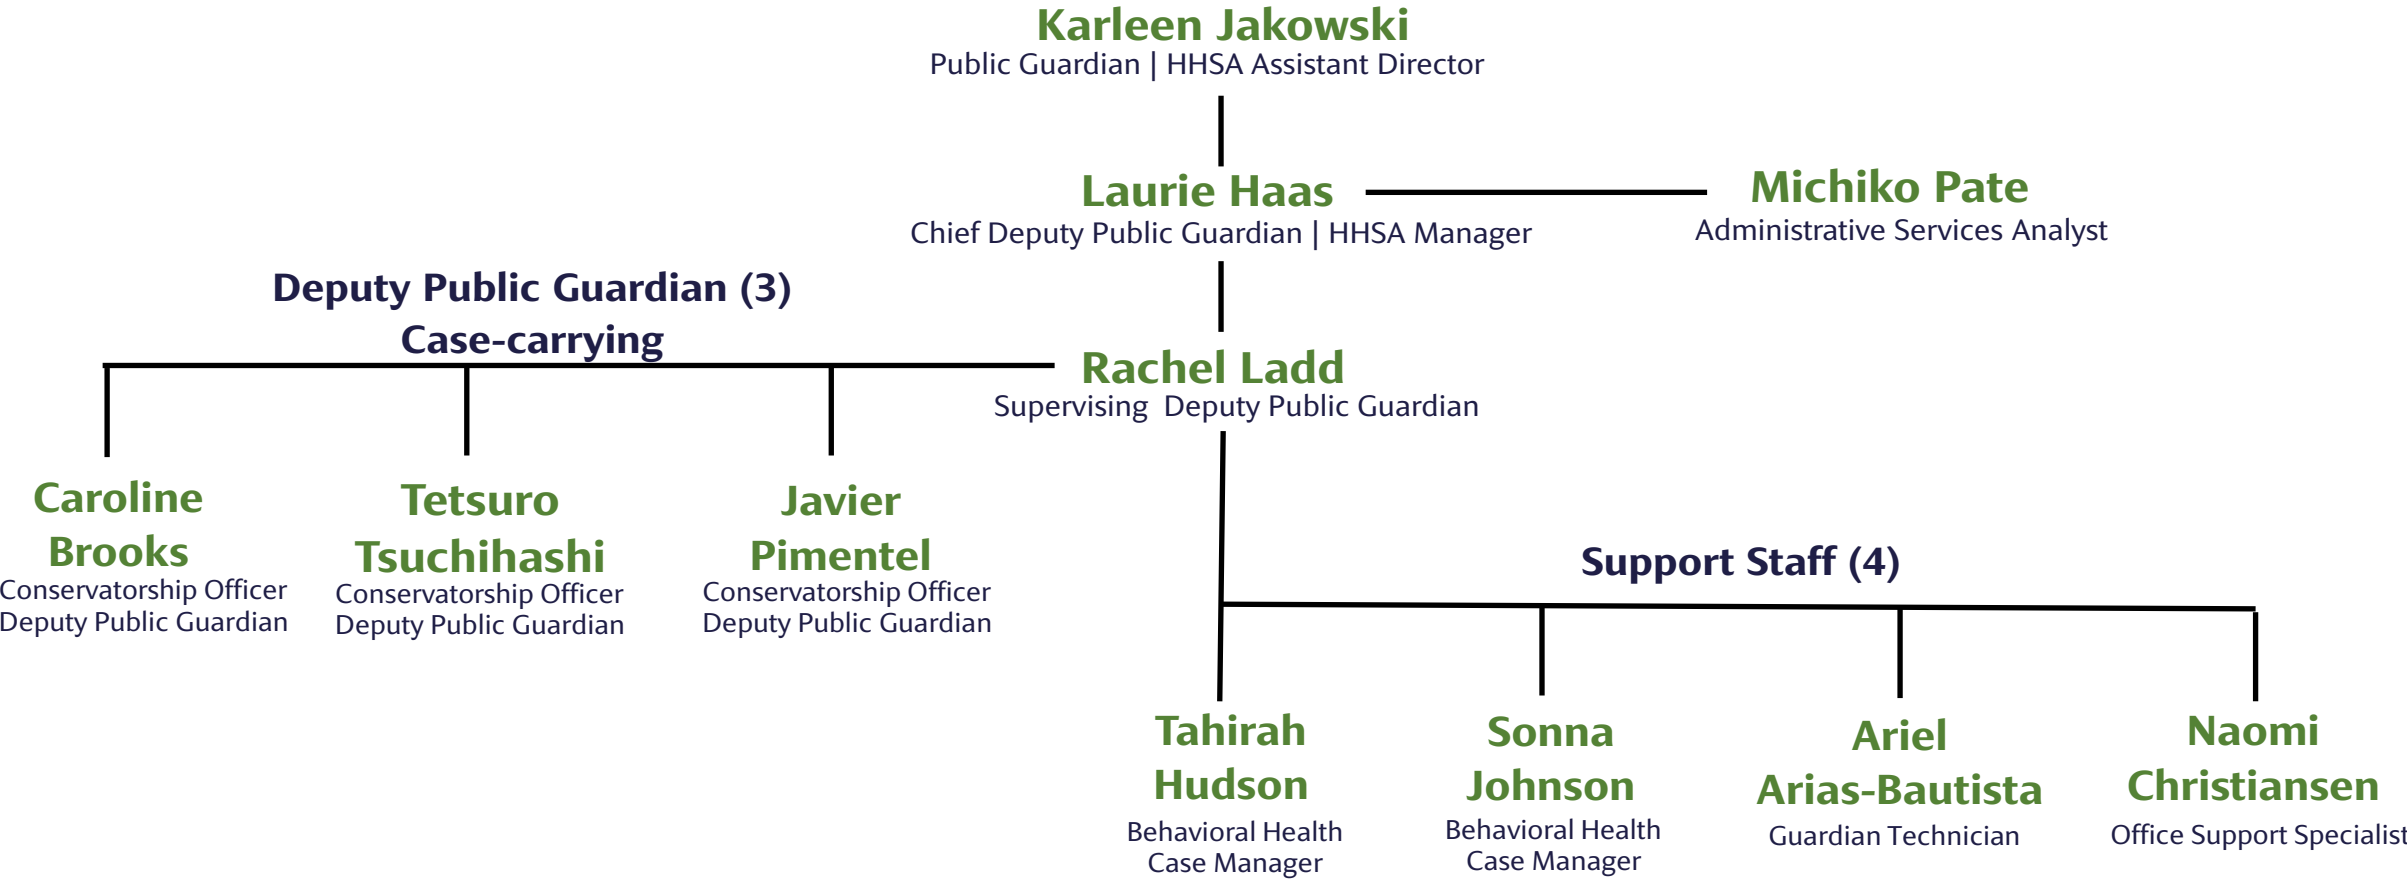 Karleen Jakowski
Public Guardian | HHSA Assistant Director
Laurie Haas
Chief Deputy Public Guardian | HHSA Manager
Michiko Pate
Administrative Services Analyst
Deputy Public Guardian (3)
Case-carrying
Rachel Ladd
Supervising Deputy Public Guardian
Caroline
Brooks
Conservatorship Officer
Deputy Public Guardian
Tetsuro
Tsuchihashi
Conservatorship Officer
Deputy Public Guardian
Javier
Pimentel
Conservatorship Officer
Deputy Public Guardian
Support Staff (4)
Tahirah
Hudson
Behavioral Health
Case Manager
Sonna
Johnson
Behavioral Health
Case Manager
Ariel
Arias-Bautista
Guardian Technician
Naomi
Christiansen
Office Support Specialist